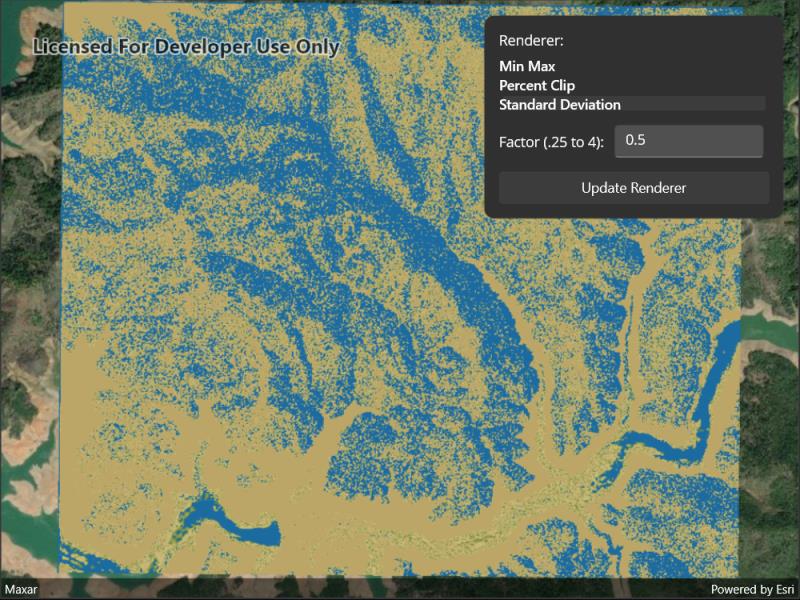 Licensed For Developer Use Only
Renderer:
Min Max
Percent Clip
Standard Deviation
Factor (.25 to 4): 0.5
Update Renderer
Maxar
Powered by Esri